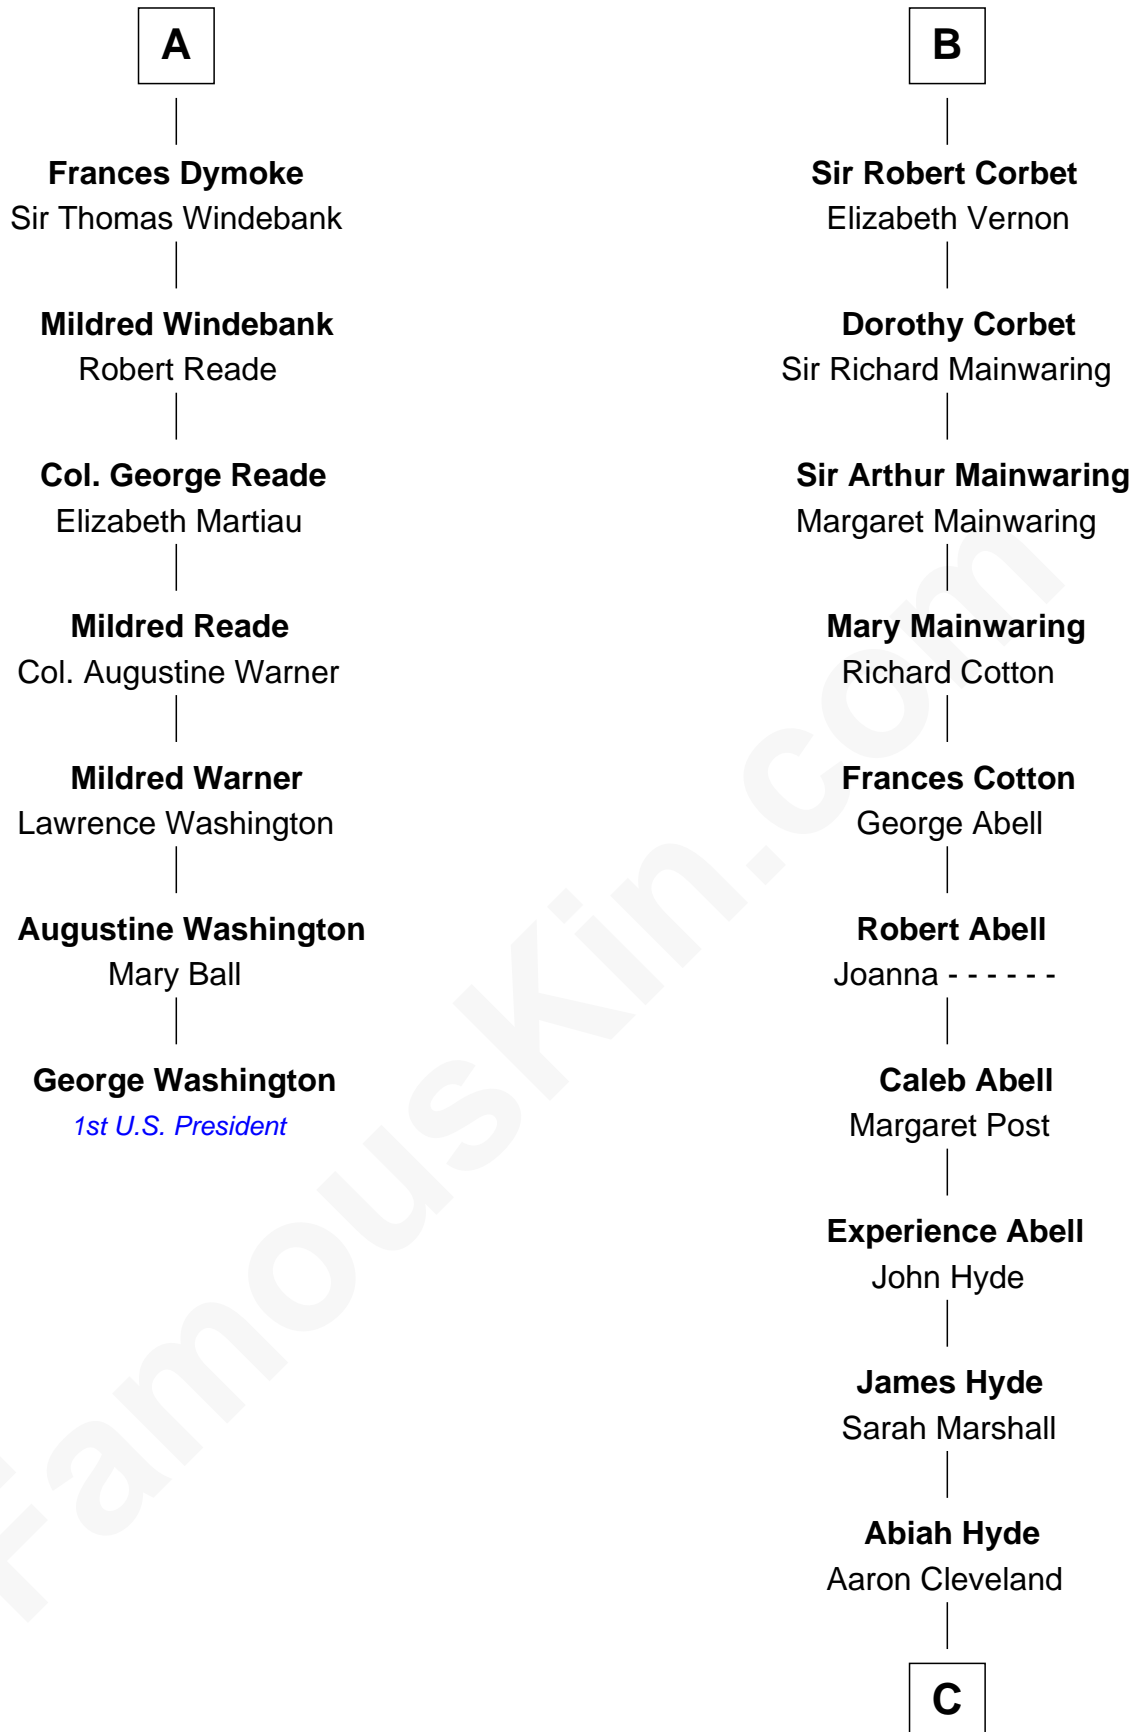 A
Frances Dymoke
Sir Thomas Windebank
Mildred Windebank
Robert Reade
Col. George Reade
Elizabeth Martiau
Mildred Reade
Col. Augustine Warner
Mildred Warner
Lawrence Washington
Augustine Washington
Mary Ball
George Washington
1st U.S. President
B
Sir Robert Corbet
Elizabeth Vernon
Dorothy Corbet
Sir Richard Mainwaring
Sir Arthur Mainwaring
Margaret Mainwaring
Mary Mainwaring
Richard Cotton
Frances Cotton
George Abell
Robert Abell
Joanna - - - - - -
Caleb Abell
Margaret Post
Experience Abell
John Hyde
James Hyde
Sarah Marshall
Abiah Hyde
Aaron Cleveland
C
FamousKin.com